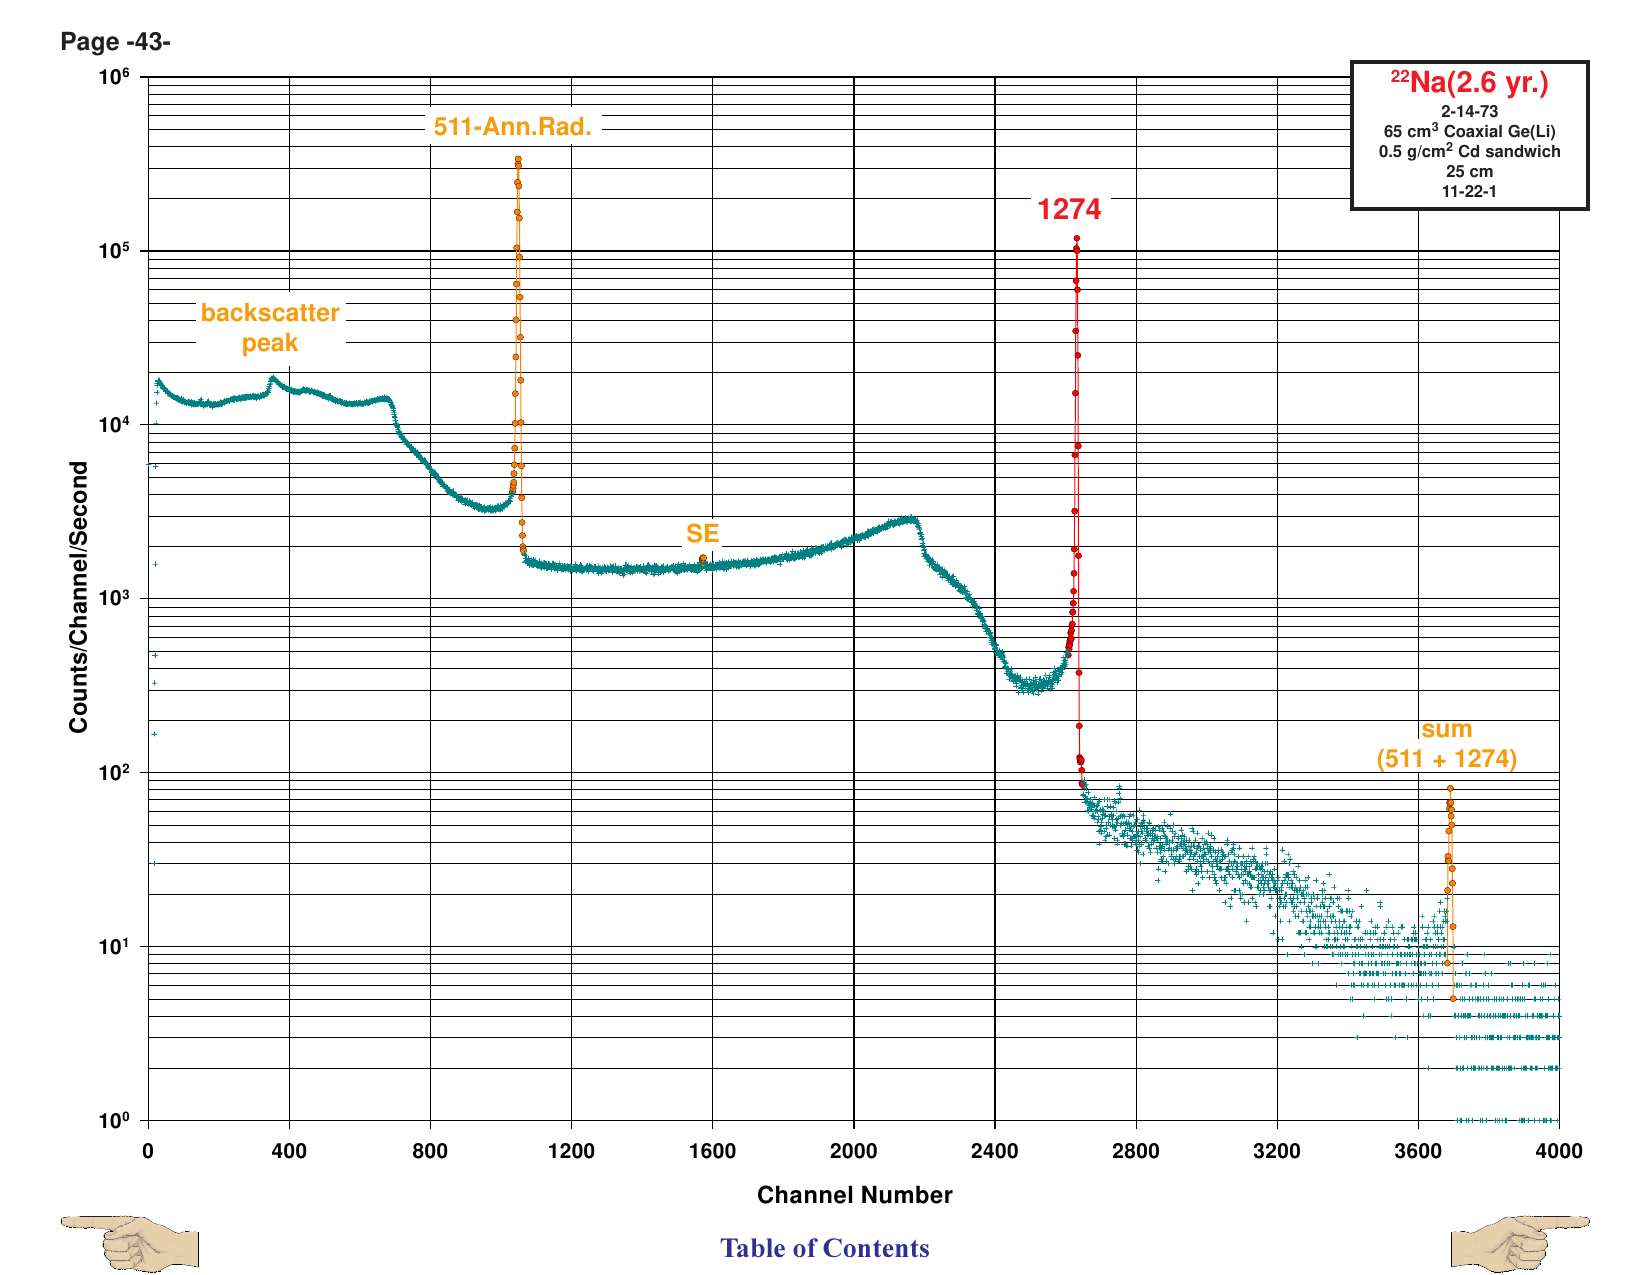 Page -43-
²²Na(2.6 yr.)
2-14-73
65 cm³ Coaxial Ge(Li)
0.5 g/cm² Cd sandwich
25 cm
11-22-1
10⁶
511-Ann.Rad.
1274
10⁵
backscatter
peak
10⁴
SE
10³
sum
(511 + 1274)
10²
10¹
10⁰
Counts/Channel/Second
0 400 800 1200 1600 2000 2400 2800 3200 3600 4000
Channel Number
Table of Contents